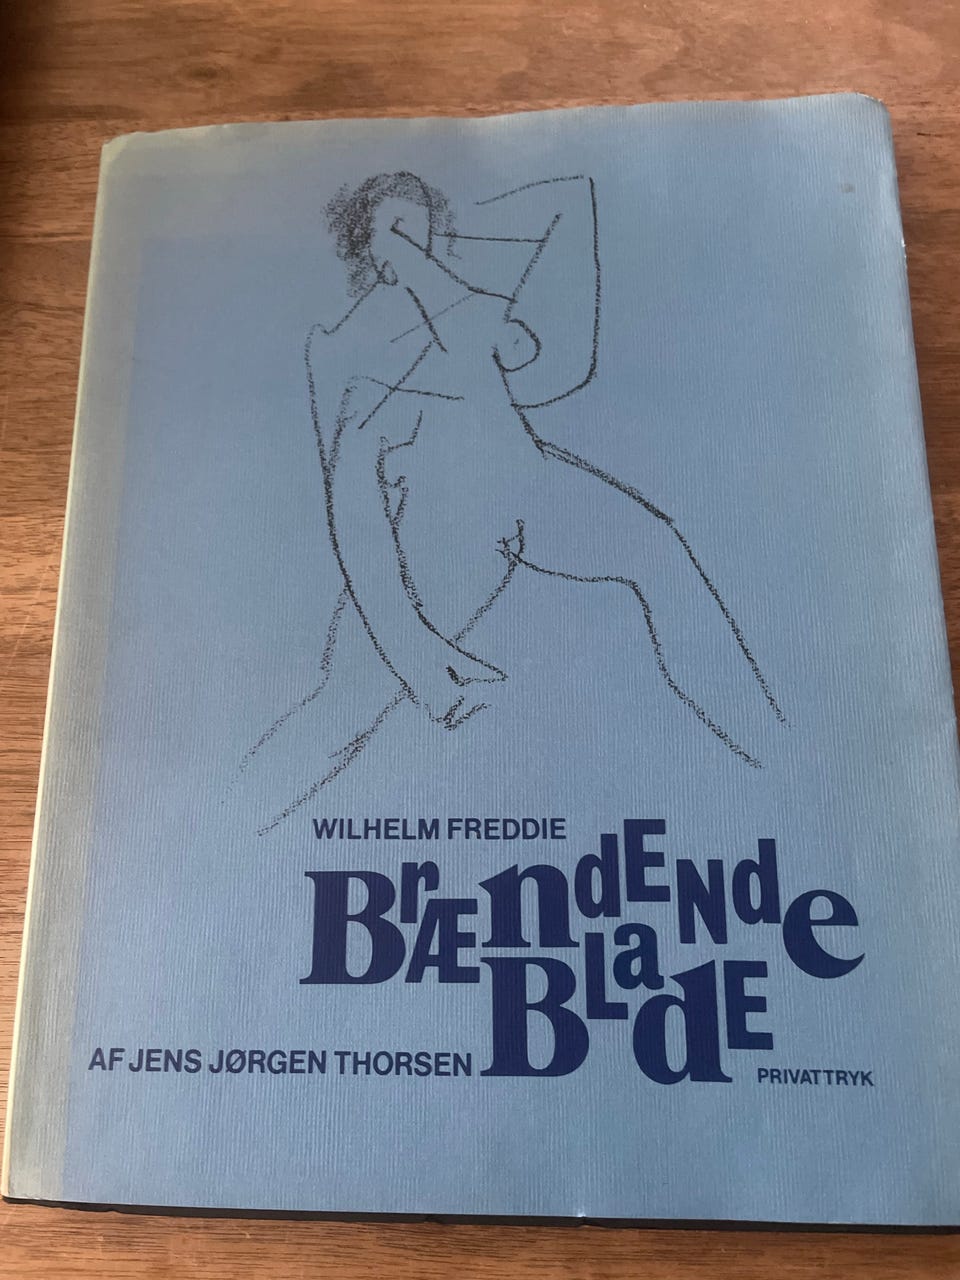 WILHELM FREDDIE
BrÆndENde
BLadE
AF JENS JØRGEN THORSEN
PRIVATTRYK